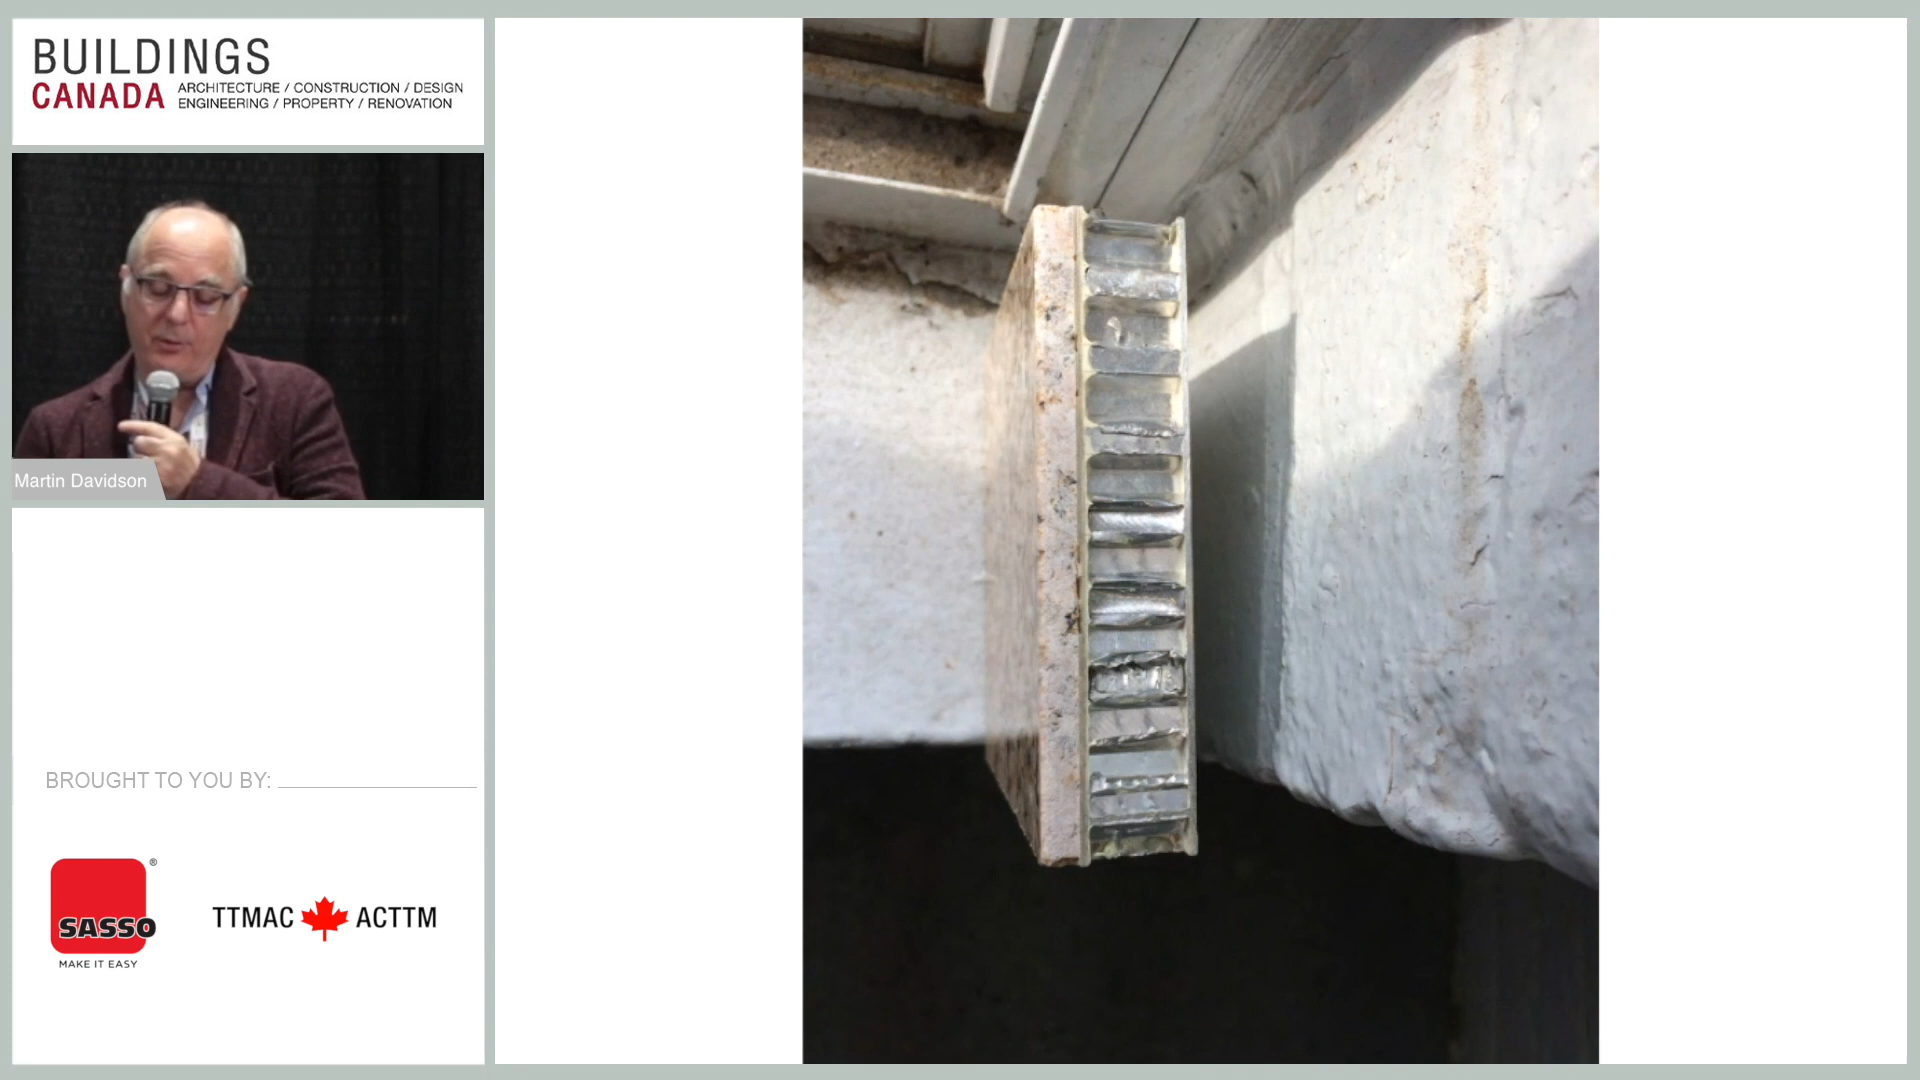 BUILDINGS
CANADA ARCHITECTURE / CONSTRUCTION / DESIGN
ENGINEERING / PROPERTY / RENOVATION
Martin Davidson
BROUGHT TO YOU BY:
SASSO ®
MAKE IT EASY
TTMAC ACTTM